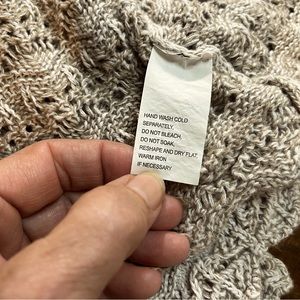 HAND WASH COLD
SEPARATELY,
DO NOT BLEACH,
DO NOT SOAK,
RESHAPE AND DRY FLAT,
WARM IRON
IF NECESSARY